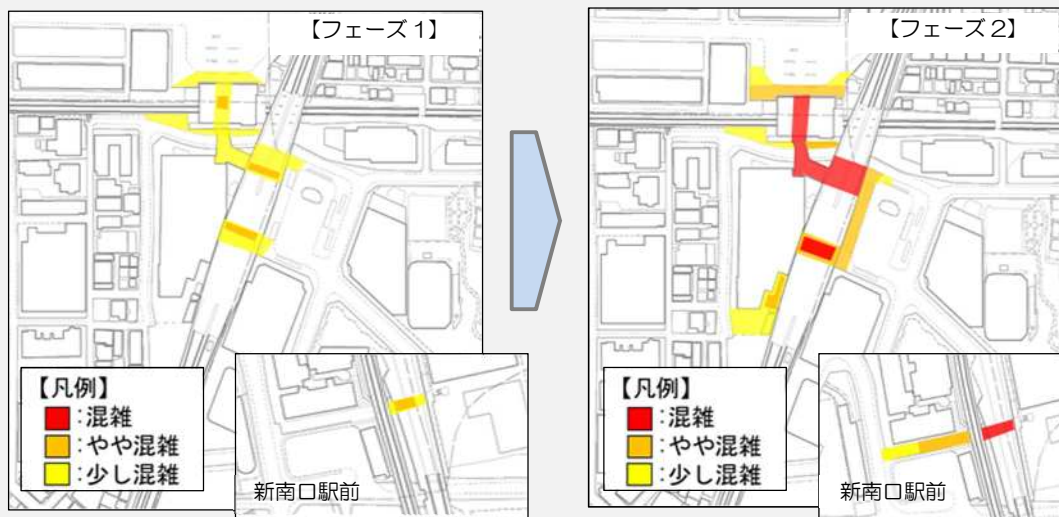 【フェーズ1】
【凡例】
:混雑
:やや混雑
:少し混雑
新南口駅前
【フェーズ2】
【凡例】
:混雑
:やや混雑
:少し混雑
新南口駅前